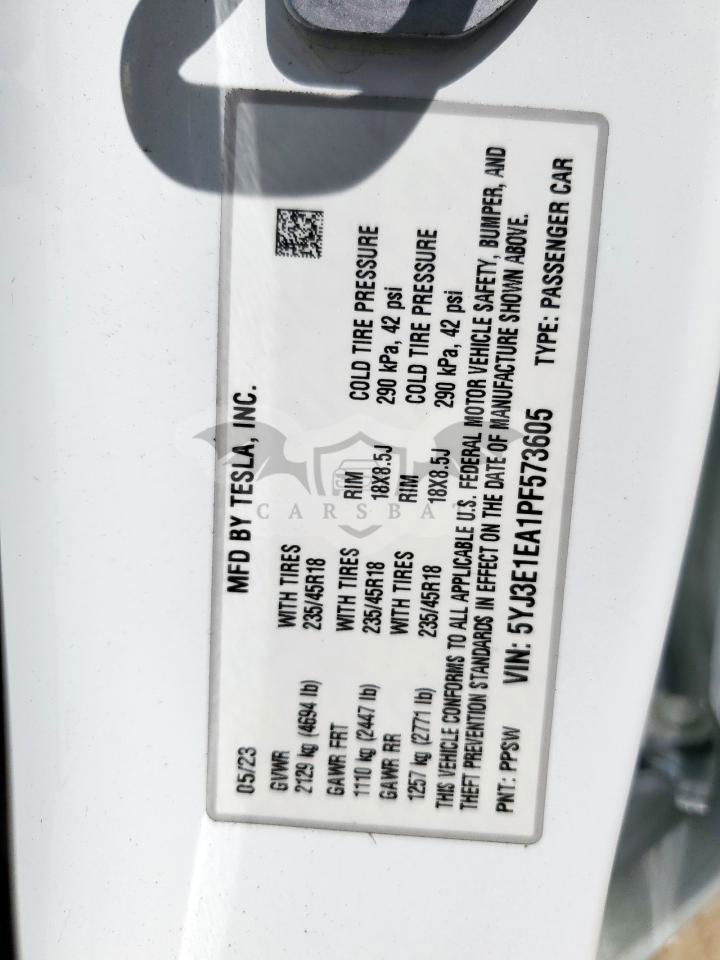 MFD BY TESLA, INC.
05/23
GVWR WITH TIRES
2129 kg (4694 lb) 235/45R18
GAWR FRT WITH TIRES RIM COLD TIRE PRESSURE
1110 kg (2447 lb) 235/45R18 18X8.5J 290 kPa, 42 psi
GAWR RR WITH TIRES RIM COLD TIRE PRESSURE
1257 kg (2771 lb) 235/45R18 18X8.5J 290 kPa, 42 psi
THIS VEHICLE CONFORMS TO ALL APPLICABLE U.S. FEDERAL MOTOR VEHICLE SAFETY, BUMPER, AND
THEFT PREVENTION STANDARDS IN EFFECT ON THE DATE OF MANUFACTURE SHOWN ABOVE.
PNT: PPSW VIN: 5YJ3E1EA1PF573605 TYPE: PASSENGER CAR
CARSBAT